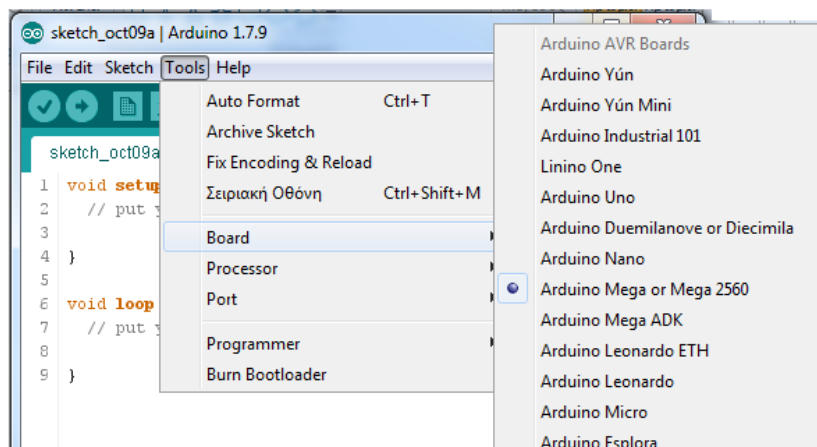 sketch_oct09a | Arduino 1.7.9
File Edit Sketch Tools Help
Auto Format Ctrl+T
Archive Sketch
Fix Encoding & Reload
Σειριακή Οθόνη Ctrl+Shift+M
Board
Processor
Port
Programmer
Burn Bootloader
sketch_oct09a
1 void setup
2 // put
3
4 }
5
6 void loop
7 // put
8
9 }
Arduino AVR Boards
Arduino Yún
Arduino Yún Mini
Arduino Industrial 101
Linino One
Arduino Uno
Arduino Duemilanove or Diecimila
Arduino Nano
Arduino Mega or Mega 2560
Arduino Mega ADK
Arduino Leonardo ETH
Arduino Leonardo
Arduino Micro
Arduino Esplora